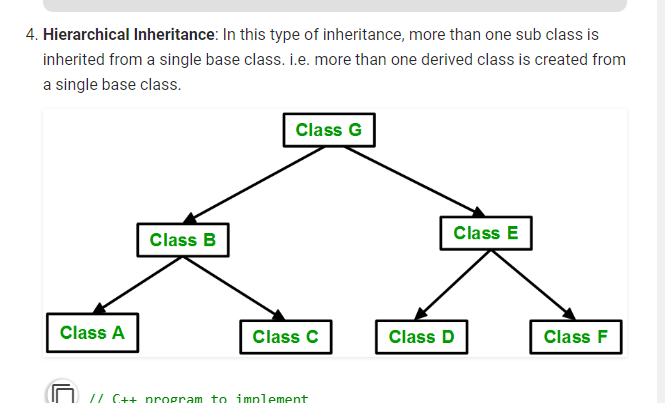 4. Hierarchical Inheritance: In this type of inheritance, more than one sub class is
inherited from a single base class. i.e. more than one derived class is created from
a single base class.
Class G
Class B
Class E
Class A
Class C
Class D
Class F
// C++ program to implement